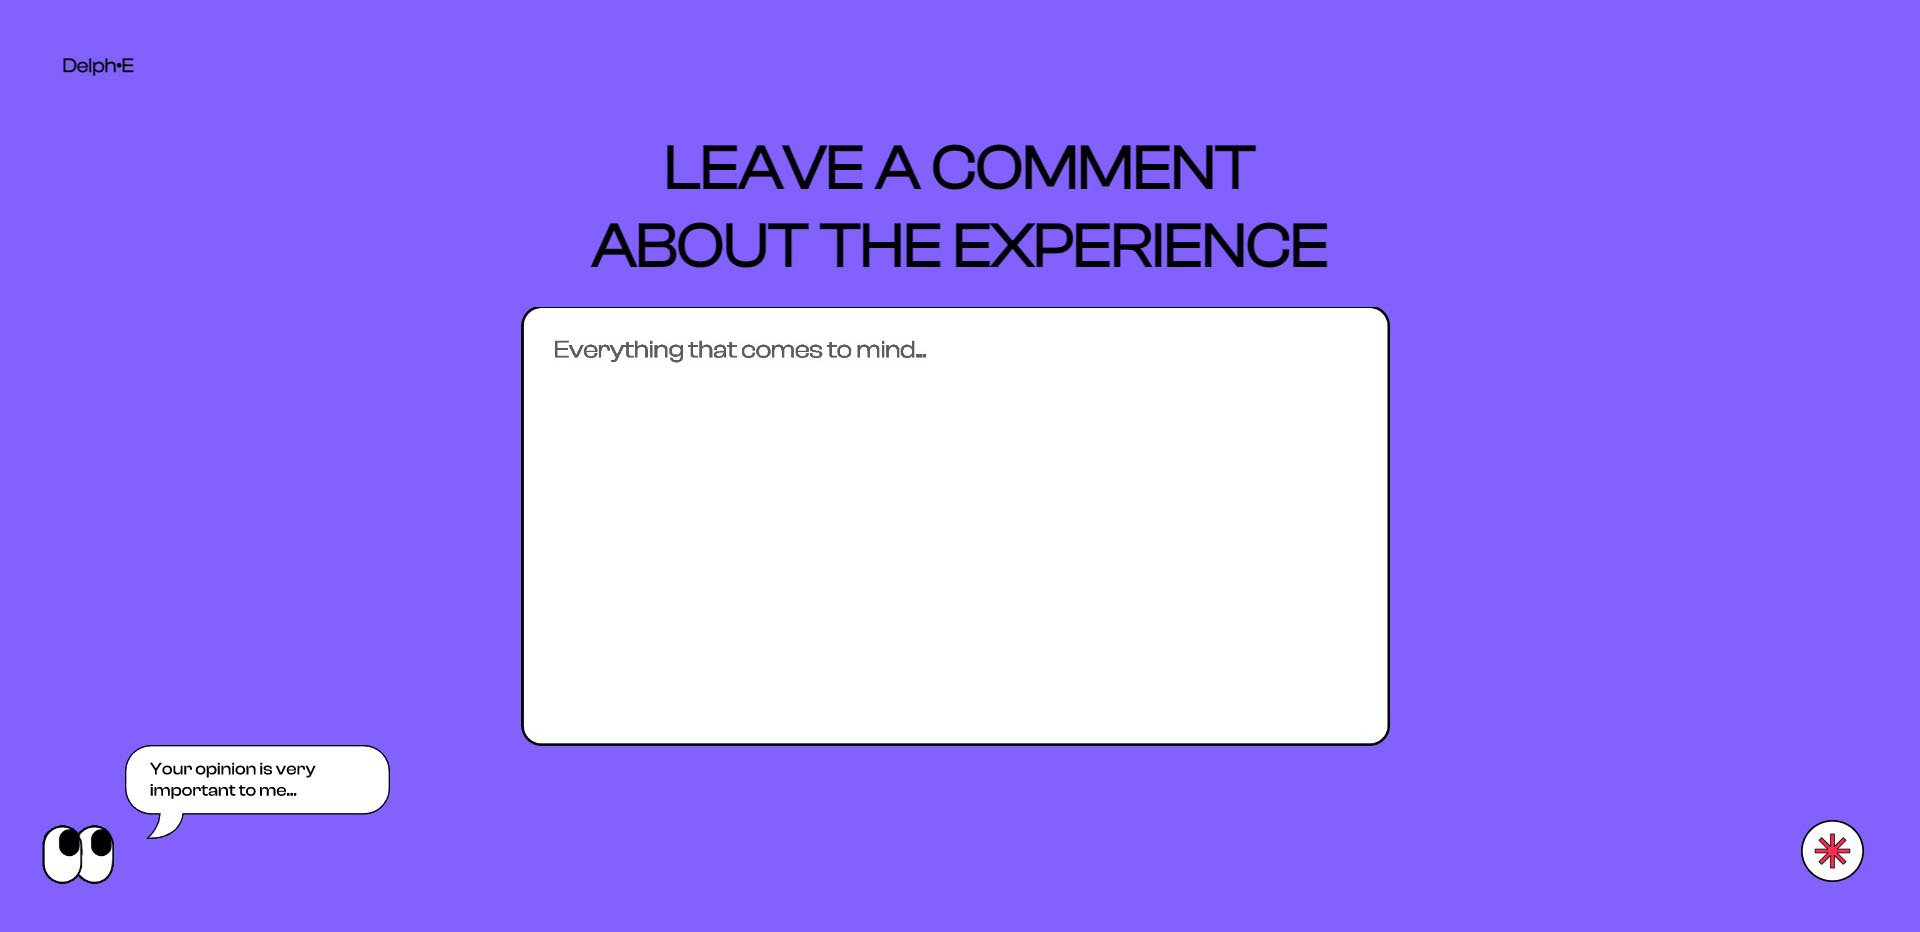 Delph•E
LEAVE A COMMENT
ABOUT THE EXPERIENCE
Everything that comes to mind...
Your opinion is very
important to me...